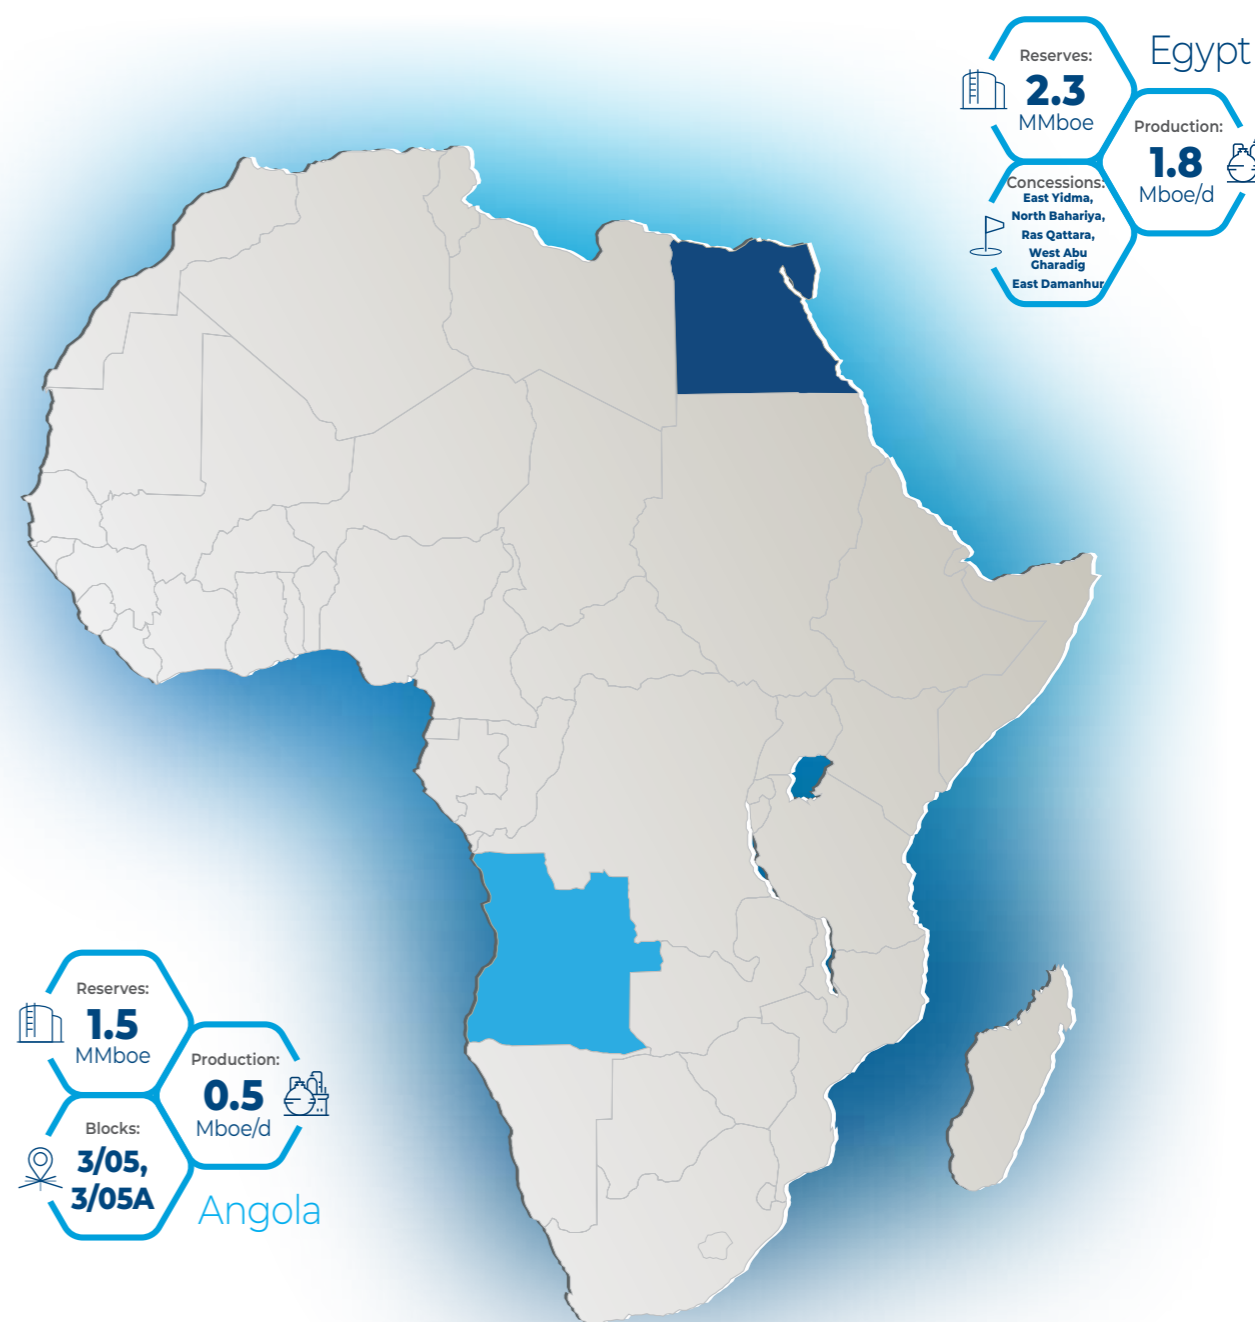 Egypt
Reserves:
2.3
MMboe
Production:
1.8
Mboe/d
Concessions:
East Yidma,
North Bahariya,
Ras Qattara,
West Abu
Gharadig
East Damanhur
Reserves:
1.5
MMboe
Production:
0.5
Mboe/d
Blocks:
3/05,
3/05A
Angola